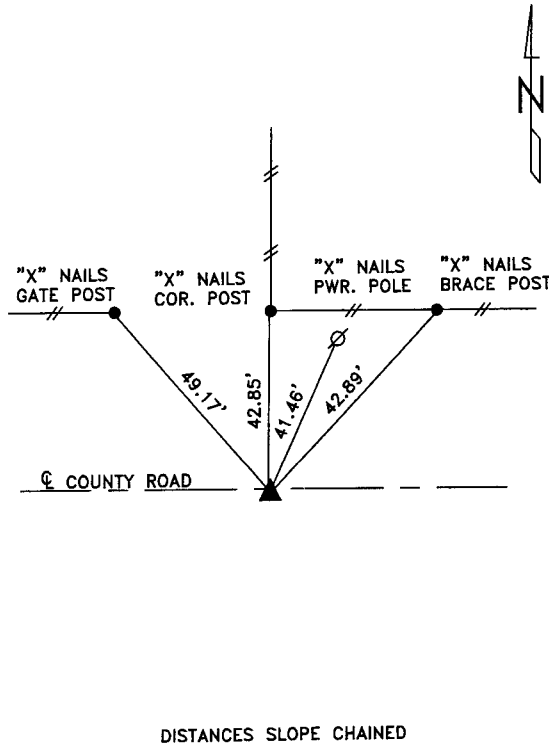 N
"X" NAILS
GATE POST
"X" NAILS
COR. POST
"X" NAILS
PWR. POLE
"X" NAILS
BRACE POST
49.17'
42.85'
41.46'
42.89'
℄ COUNTY ROAD
DISTANCES SLOPE CHAINED